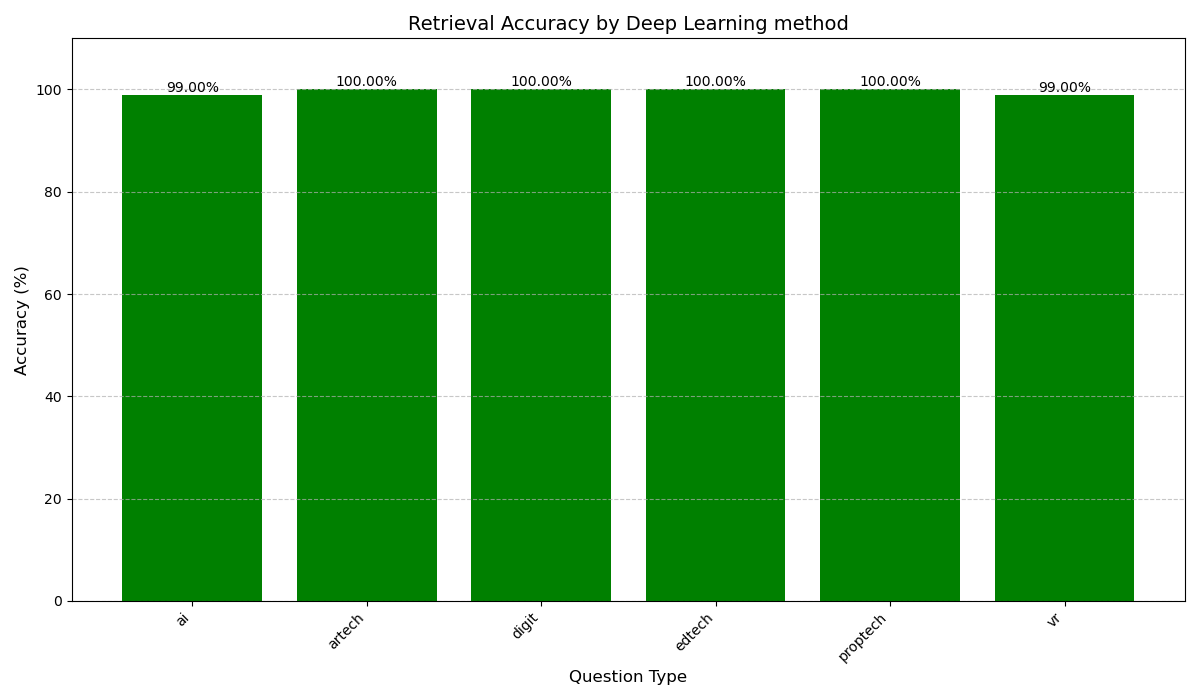 Retrieval Accuracy by Deep Learning method
Accuracy (%)
100
80
60
40
20
0
99.00%
100.00%
100.00%
100.00%
100.00%
99.00%
ai
artech
digit
edtech
proptech
vr
Question Type